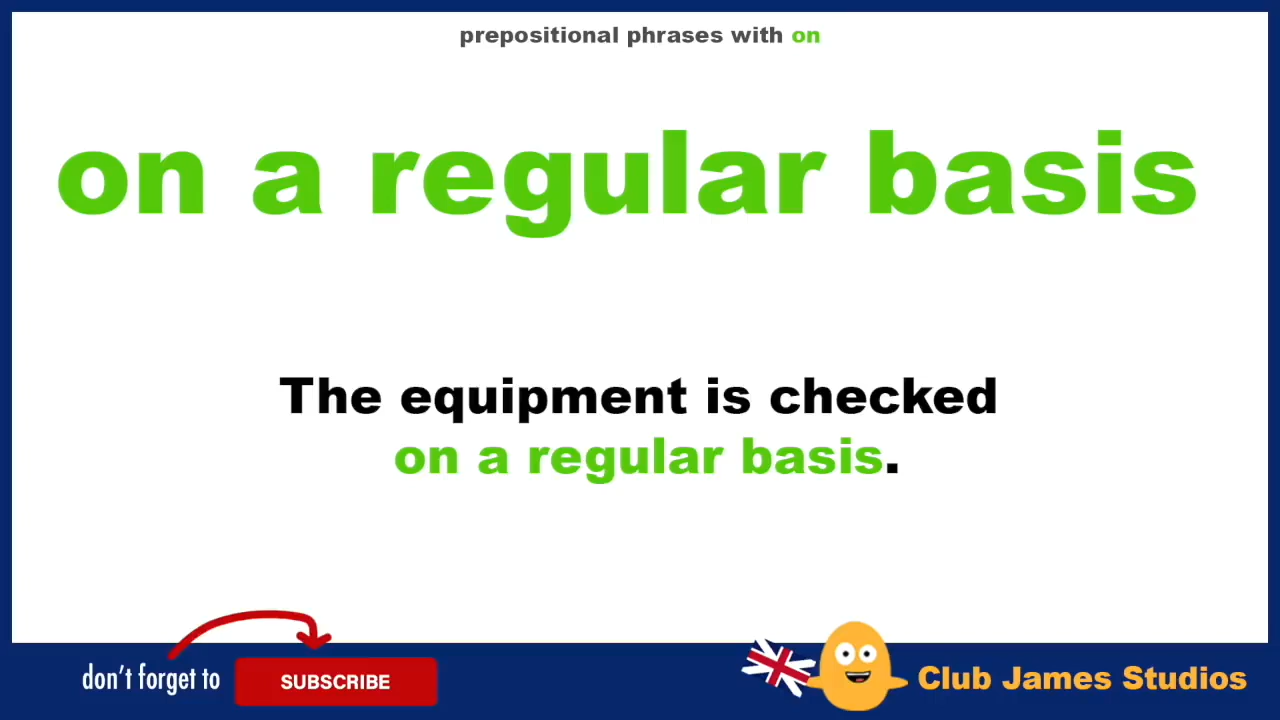 prepositional phrases with on
on a regular basis
The equipment is checked
on a regular basis.
don't forget to
SUBSCRIBE
Club James Studios